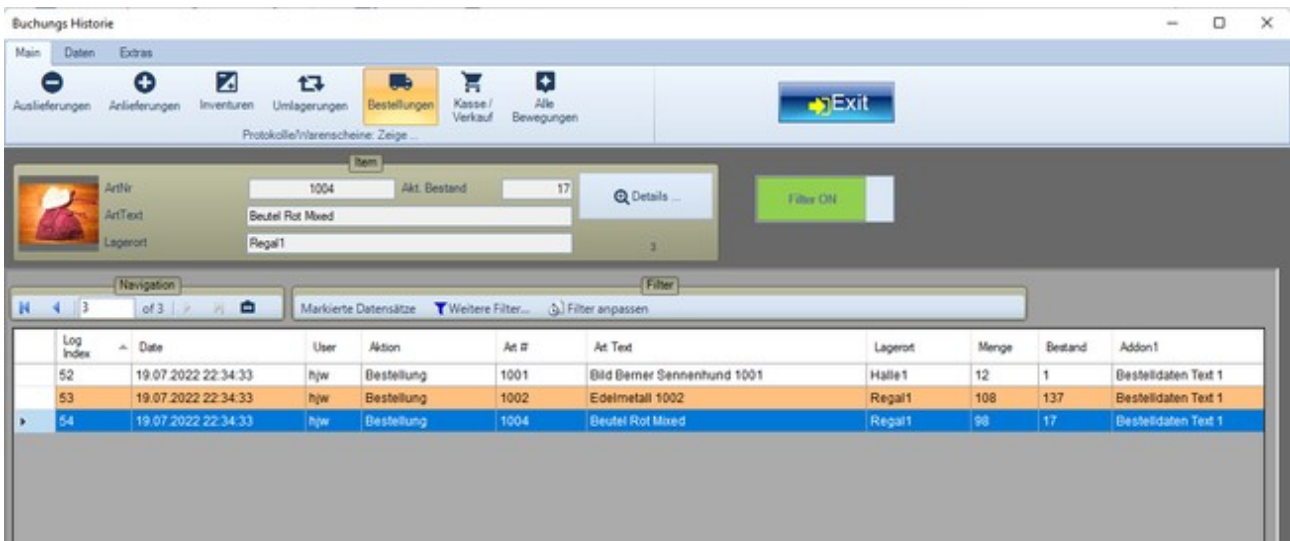 Buchungs Historie
Main Daten Extras
Auslieferungen Anlieferungen Inventuren Umlagerungen Bestellungen Kasse / Verkauf Alle Bewegungen
Exit
Protokolle/Warenscheine: Zeige ...
Item
ArtNr 1004 Akt. Bestand 17 Details ... Filter ON
ArtText Beutel Rot Mixed
Lagerort Regal1 3
Navigation Filter
3 of 3 Markierte Datensätze Weitere Filter... Filter anpassen
Log Index Date User Aktion Art # Art Text Lagerort Menge Bestand Addon1
52 19.07.2022 22:34:33 hjw Bestellung 1001 Bild Berner Sennenhund 1001 Halle1 12 1 Bestelldaten Text 1
53 19.07.2022 22:34:33 hjw Bestellung 1002 Edelmetall 1002 Regal1 108 137 Bestelldaten Text 1
54 19.07.2022 22:34:33 hjw Bestellung 1004 Beutel Rot Mixed Regal1 98 17 Bestelldaten Text 1